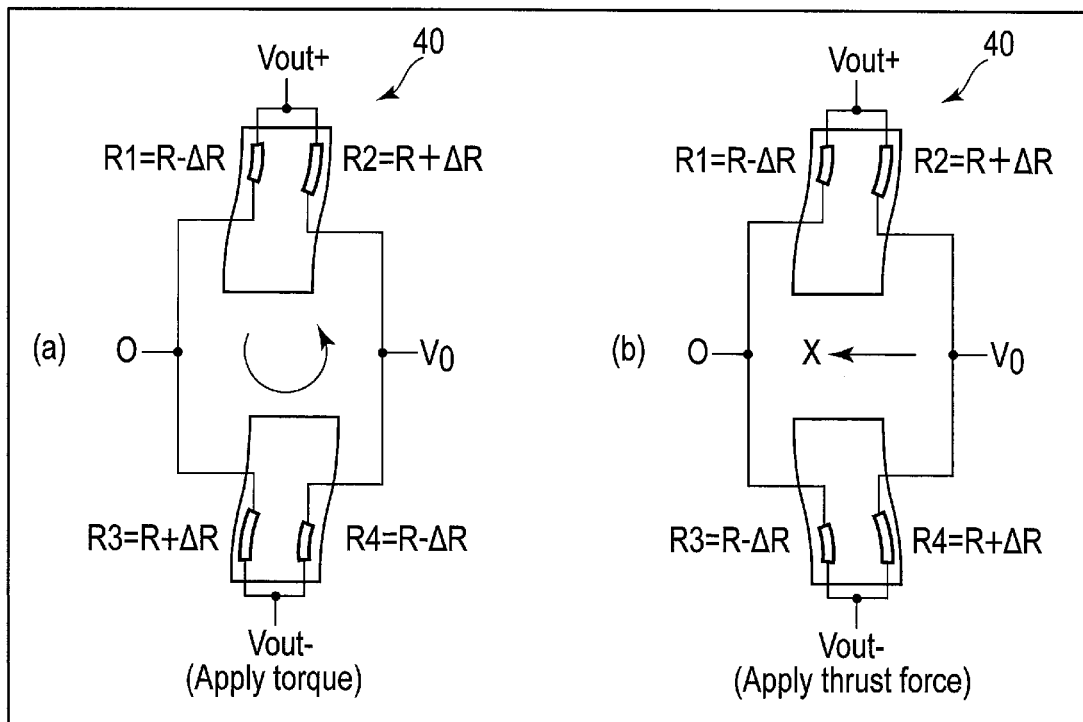 40
Vout+
R1=R-ΔR
R2=R+ΔR
(a)
O
V0
R3=R+ΔR
R4=R-ΔR
Vout-
(Apply torque)
40
Vout+
R1=R-ΔR
R2=R+ΔR
(b)
O
X
V0
R3=R-ΔR
R4=R+ΔR
Vout-
(Apply thrust force)